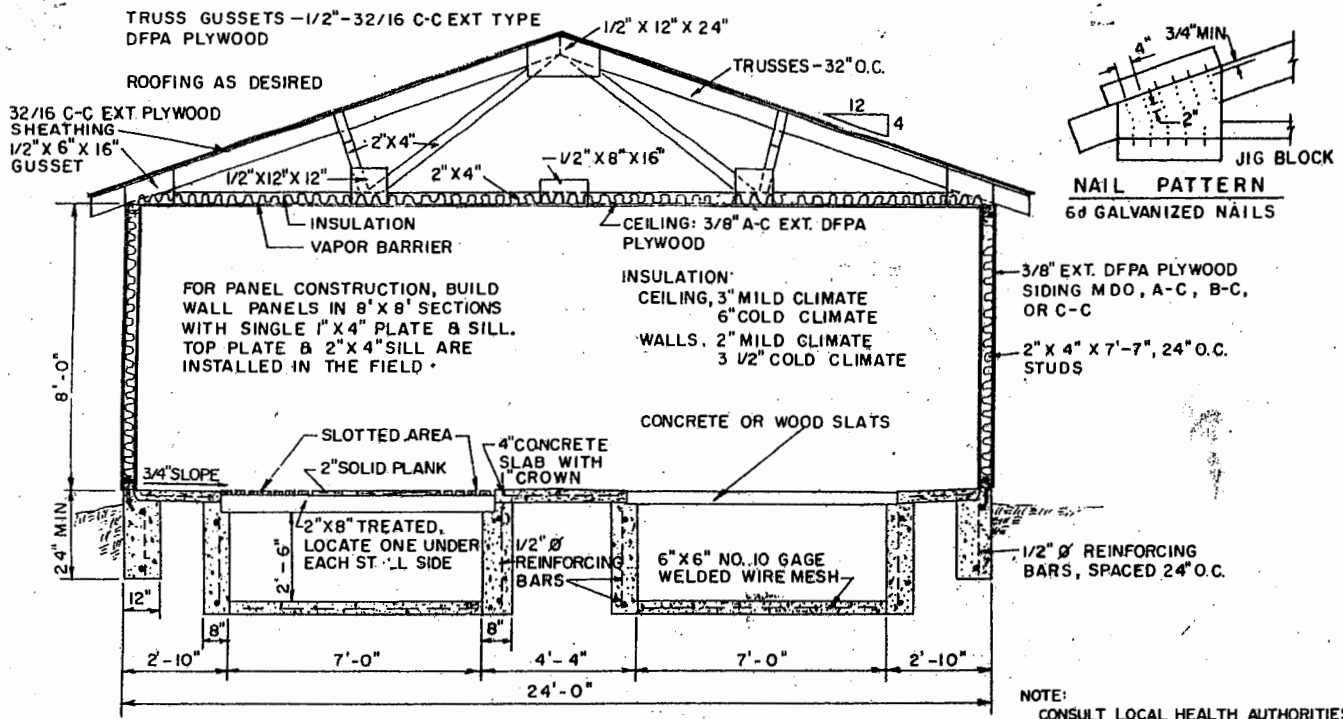 TRUSS GUSSETS-1/2"-32/16 C-C EXT TYPE
DFPA PLYWOOD
1/2" X 12" X 24"
ROOFING AS DESIRED
TRUSSES-32" O.C.
12
4
32/16 C-C EXT. PLYWOOD
SHEATHING
1/2" X 6" X 16"
GUSSET
2" X 4"
1/2" X 12" X 12"
2" X 4"
1/2" X 8" X 16"
4"
3/4" MIN
2"
JIG BLOCK
NAIL PATTERN
6d GALVANIZED NAILS
INSULATION
VAPOR BARRIER
CEILING: 3/8" A-C EXT. DFPA
PLYWOOD
FOR PANEL CONSTRUCTION, BUILD
WALL PANELS IN 8' X 8' SECTIONS
WITH SINGLE 1" X 4" PLATE & SILL.
TOP PLATE & 2" X 4" SILL ARE
INSTALLED IN THE FIELD.
INSULATION
CEILING, 3" MILD CLIMATE
6" COLD CLIMATE
WALLS, 2" MILD CLIMATE
3 1/2" COLD CLIMATE
3/8" EXT. DFPA PLYWOOD
SIDING MDO, A-C, B-C,
OR C-C
2" X 4" X 7'-7", 24" O.C.
STUDS
8'-0"
SLOTTED AREA
2" SOLID PLANK
3/4" SLOPE
4" CONCRETE
SLAB WITH
" CROWN
CONCRETE OR WOOD SLATS
24" MIN
2" X 8" TREATED,
LOCATE ONE UNDER
EACH ST LL SIDE
2'-6"
1/2" Ø
REINFORCING
BARS
6" X 6" NO. 10 GAGE
WELDED WIRE MESH
1/2" Ø REINFORCING
BARS, SPACED 24" O.C.
12"
8"
8"
2'-10"
7'-0"
4'-4"
7'-0"
2'-10"
24'-0"
NOTE:
CONSULT LOCAL HEALTH AUTHORITIES